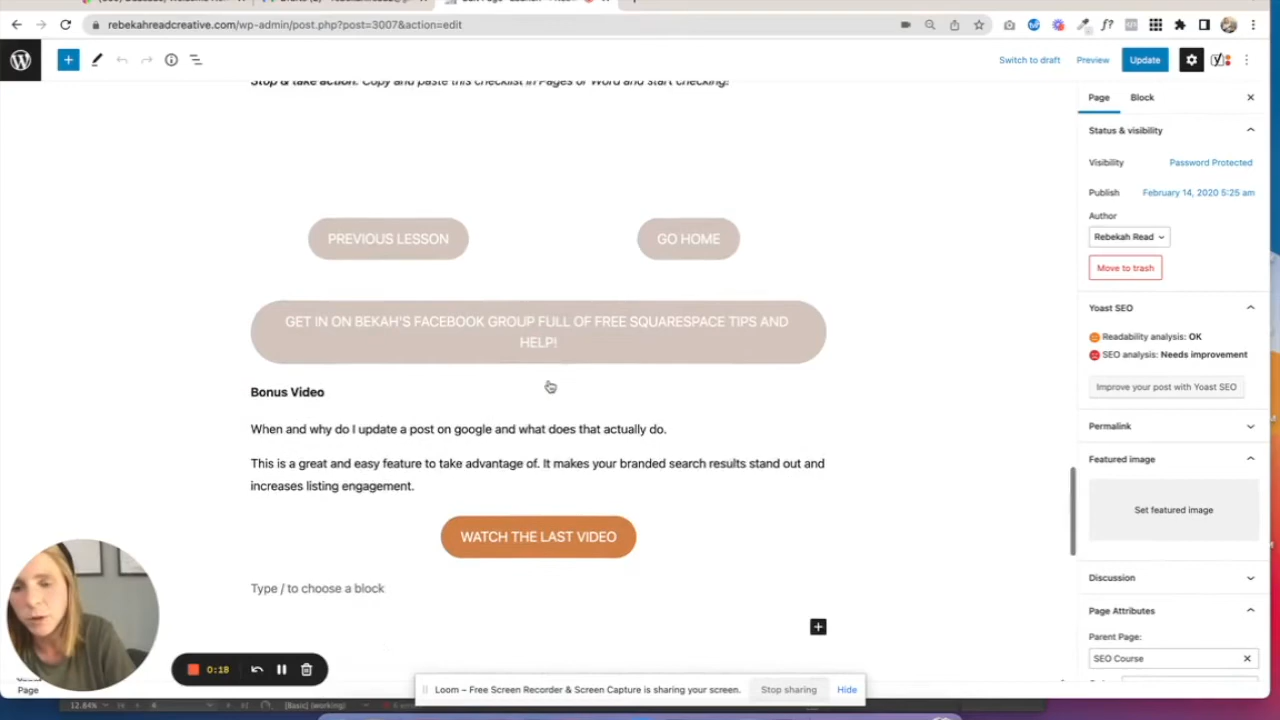 rebekahreadcreative.com/wp-admin/post.php?post=3007&action=edit
Switch to draft
Preview
Update
Stop & take action. Copy and paste this checklist in Pages or Word and start checking!
PREVIOUS LESSON
GO HOME
GET IN ON BEKAH'S FACEBOOK GROUP FULL OF FREE SQUARESPACE TIPS AND
HELP!
Bonus Video
When and why do I update a post on google and what does that actually do.
This is a great and easy feature to take advantage of. It makes your branded search results stand out and
increases listing engagement.
WATCH THE LAST VIDEO
Type / to choose a block
Page
Block
Status & visibility
Visibility
Password Protected
Publish
February 14, 2020 5:25 am
Author
Rebekah Read
Move to trash
Yoast SEO
Readability analysis: OK
SEO analysis: Needs improvement
Improve your post with Yoast SEO
Permalink
Featured image
Set featured image
Discussion
Page Attributes
Parent Page:
SEO Course
0:18
Page
Loom – Free Screen Recorder & Screen Capture is sharing your screen.
Stop sharing
Hide
12.84%
[Basic] (working)